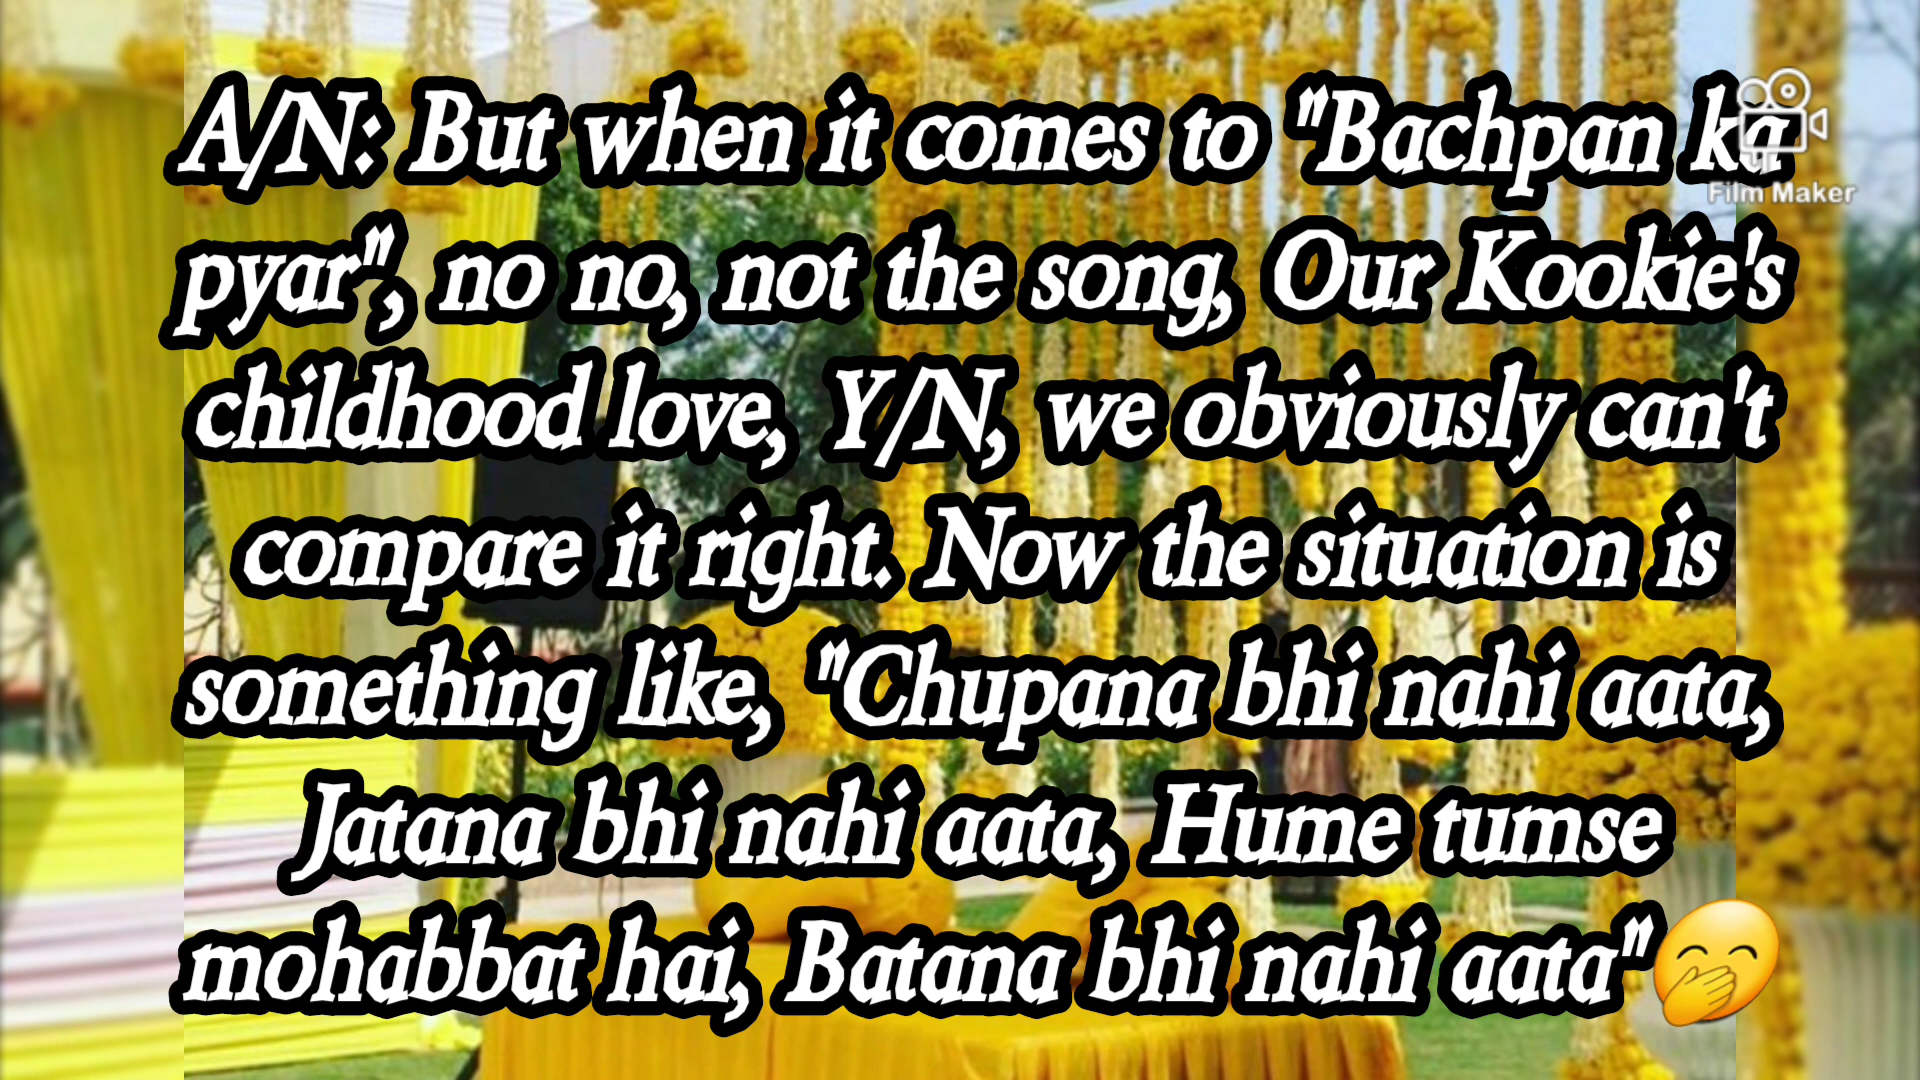 A/N: But when it comes to "Bachpan ka
pyar", no no, not the song, Our Kookie's
childhood love, Y/N, we obviously can't
compare it right. Now the situation is
something like, "Chupana bhi nahi aata,
Jatana bhi nahi aata, Hume tumse
mohabbat hai, Batana bhi nahi aata"🤭
Film Maker